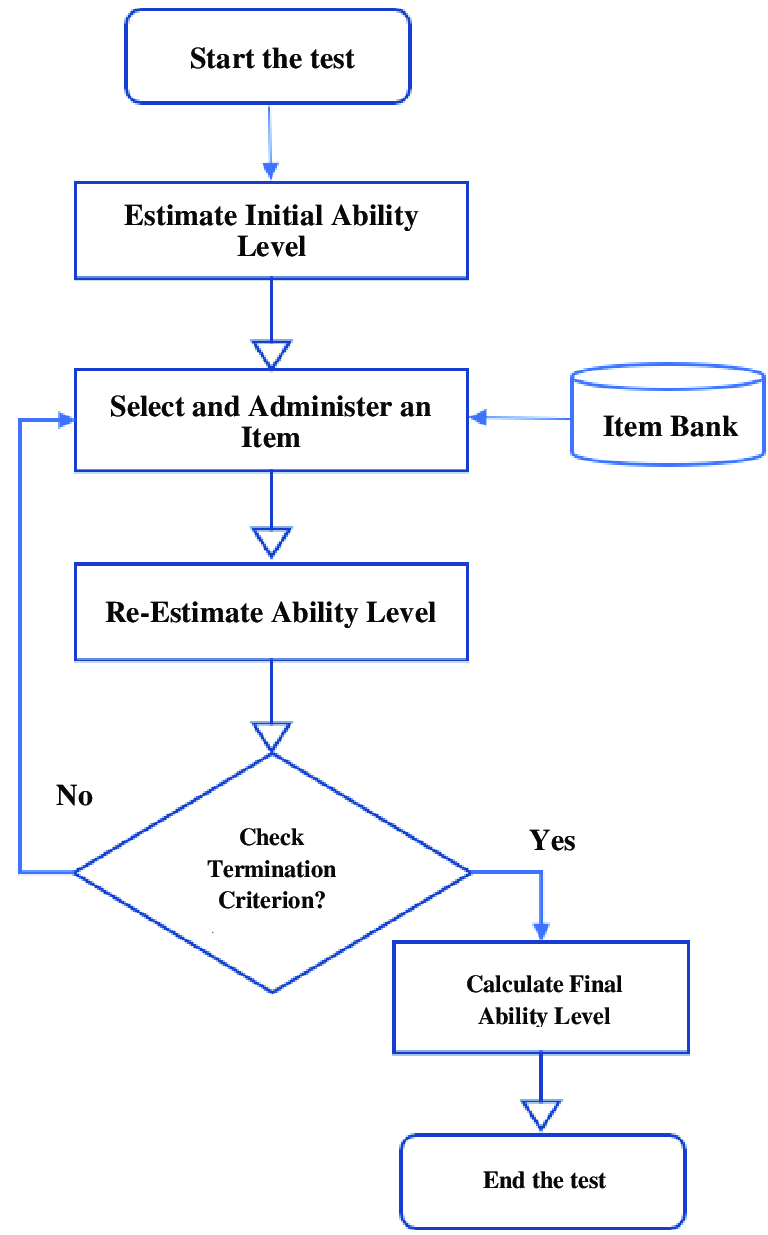 Start the test
Estimate Initial Ability
Level
Select and Administer an
Item
Item Bank
Re-Estimate Ability Level
No
Check
Termination
Criterion?
Yes
Calculate Final
Ability Level
End the test